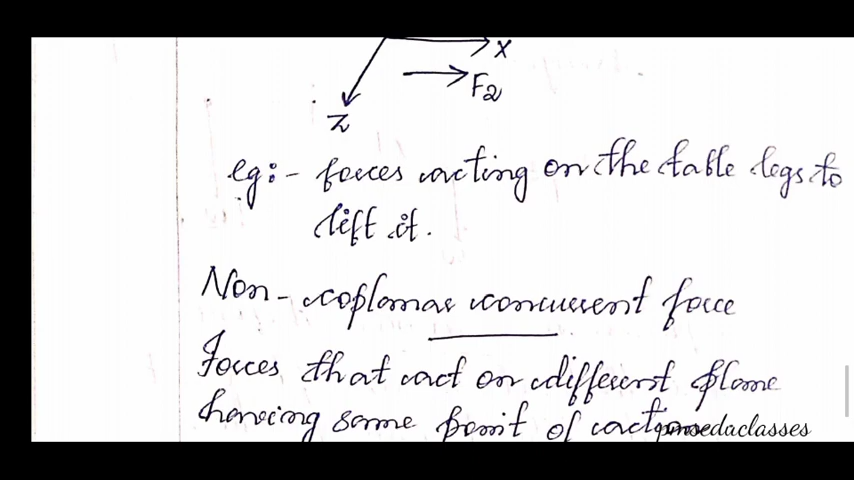 X
F2
Z
eg:- forces acting on the table legs to
lift it.
Non-coplanar concurrent force
Forces that act on different plane
having same point of action